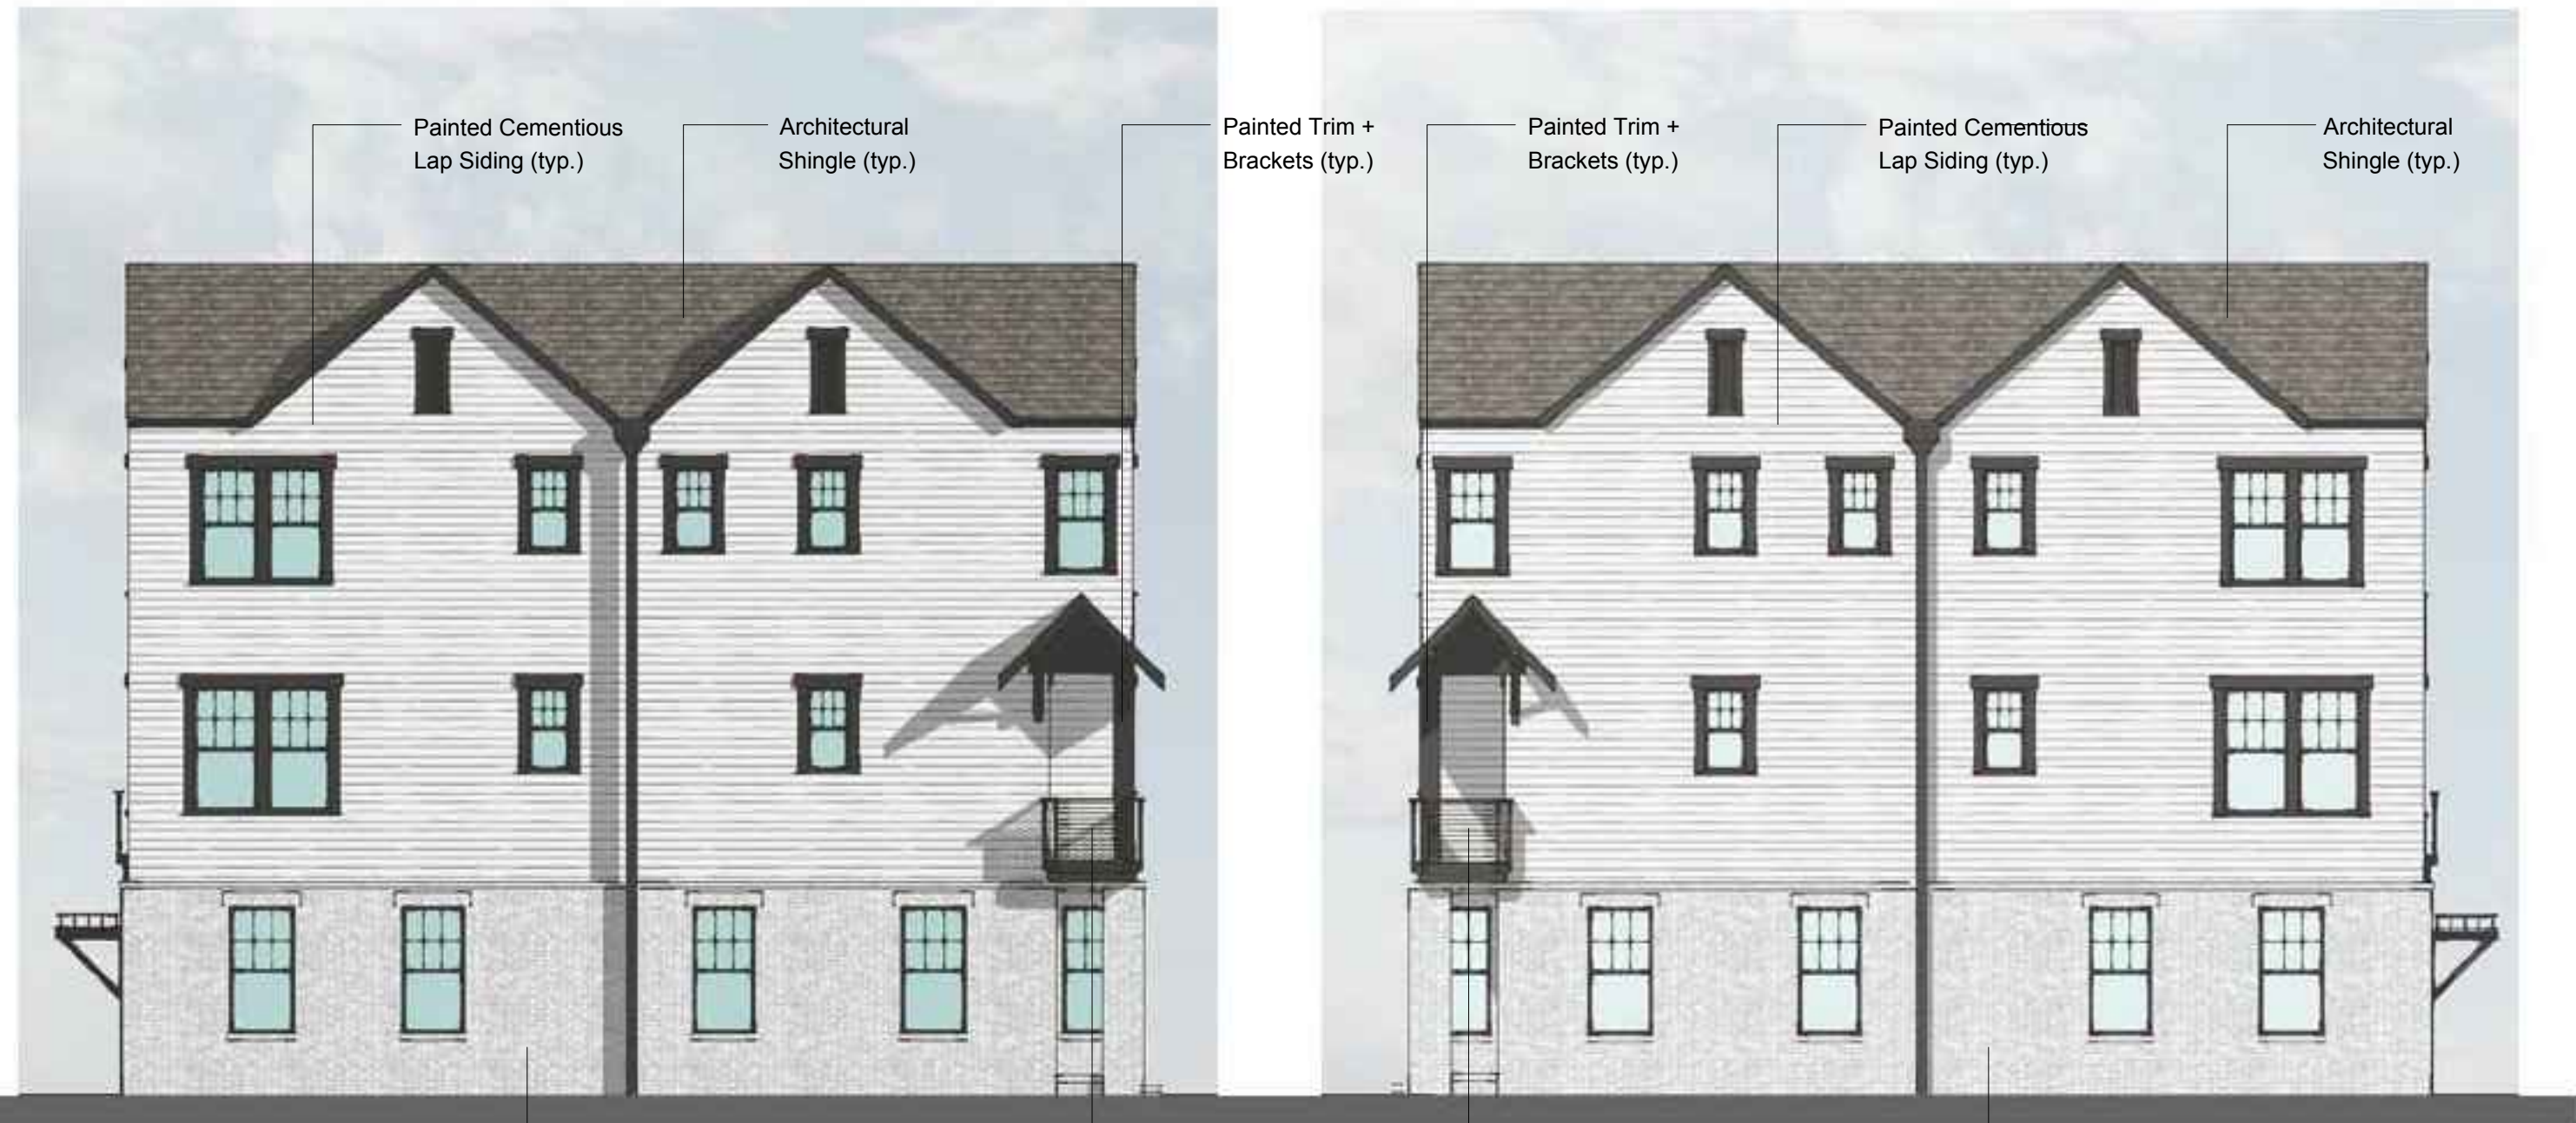 Painted Cementious
Lap Siding (typ.)
Architectural
Shingle (typ.)
Painted Trim +
Brackets (typ.)
Painted Trim +
Brackets (typ.)
Painted Cementious
Lap Siding (typ.)
Architectural
Shingle (typ.)